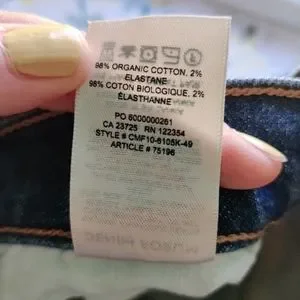 98% ORGANIC COTTON, 2%
ELASTANE
98% COTON BIOLOGIQUE, 2%
ÉLASTHANNE
PO 6000000261
CA 23725 RN 122354
STYLE # CMF10-6105K-49
ARTICLE # 75196